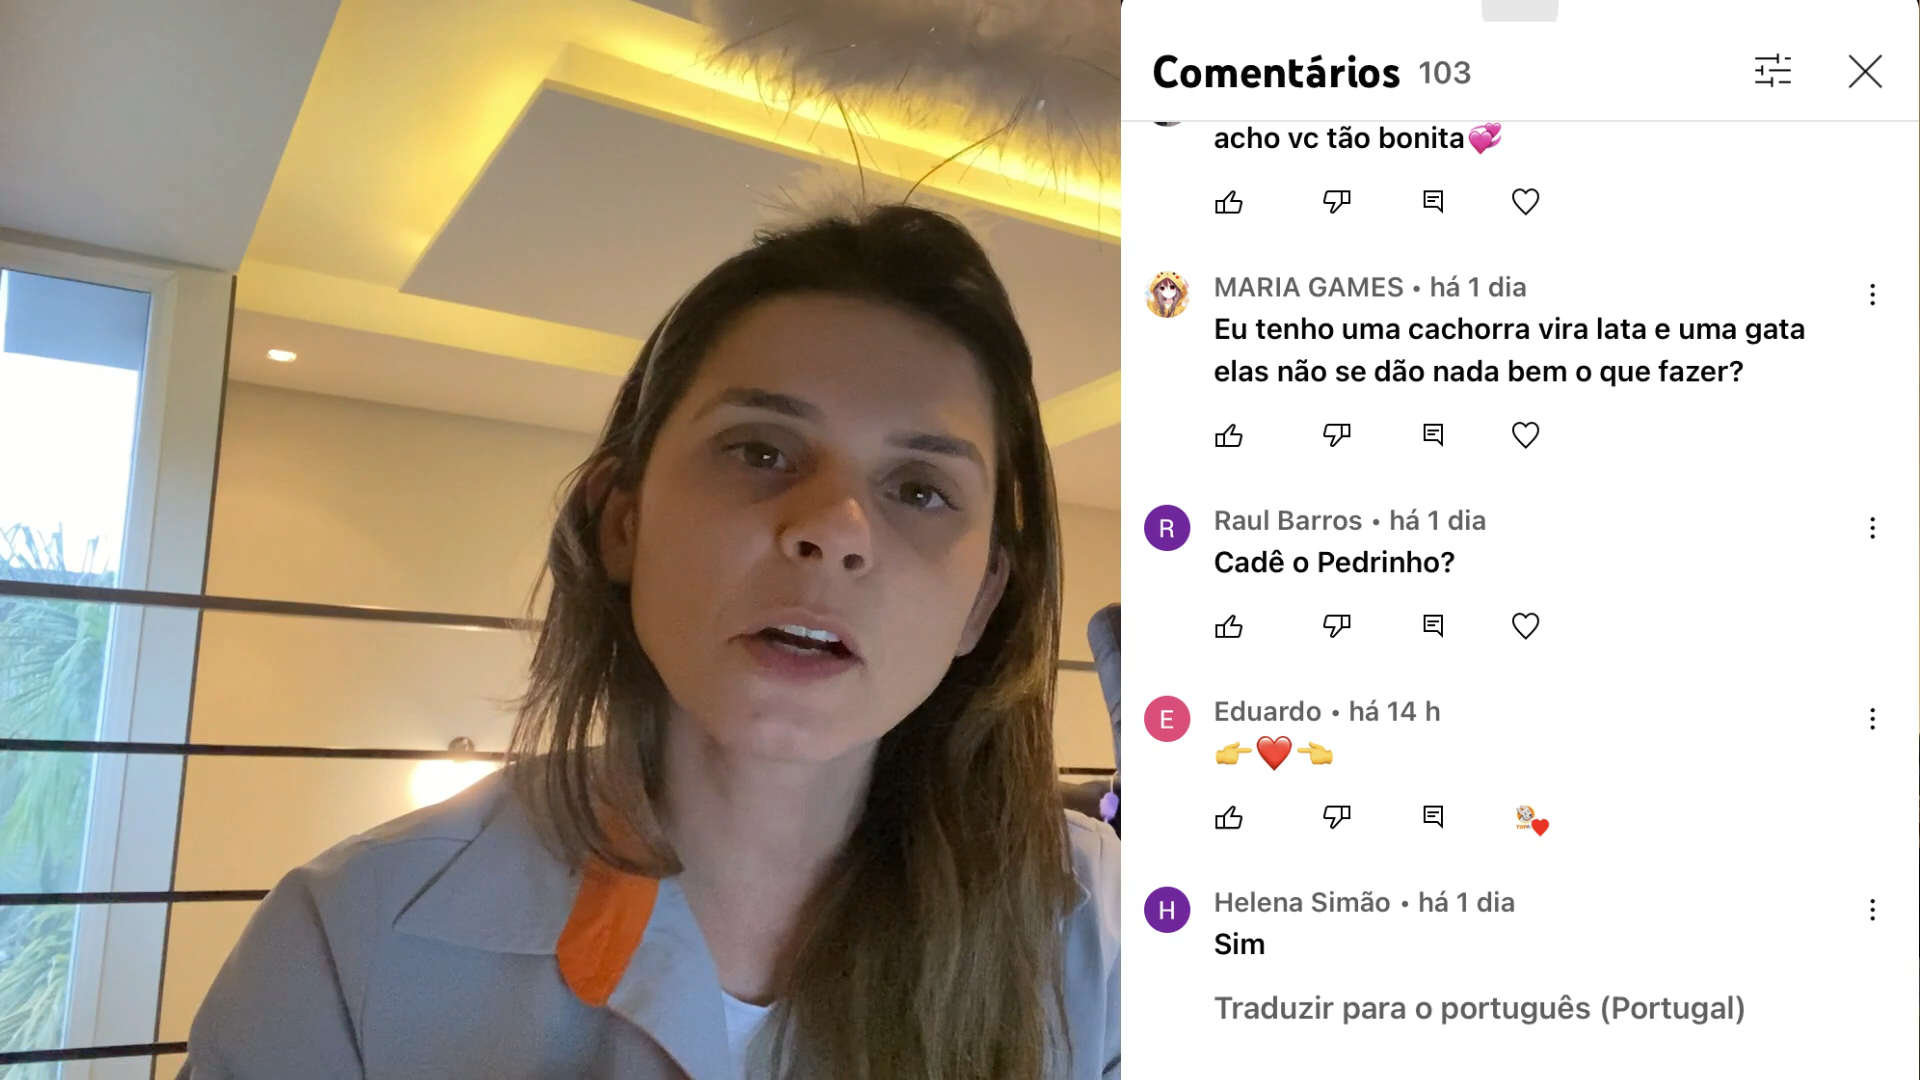 Comentários 103
acho vc tão bonita💞
MARIA GAMES • há 1 dia
Eu tenho uma cachorra vira lata e uma gata
elas não se dão nada bem o que fazer?
R
Raul Barros • há 1 dia
Cadê o Pedrinho?
E
Eduardo • há 14 h
👉❤️👈
H
Helena Simão • há 1 dia
Sim
Traduzir para o português (Portugal)